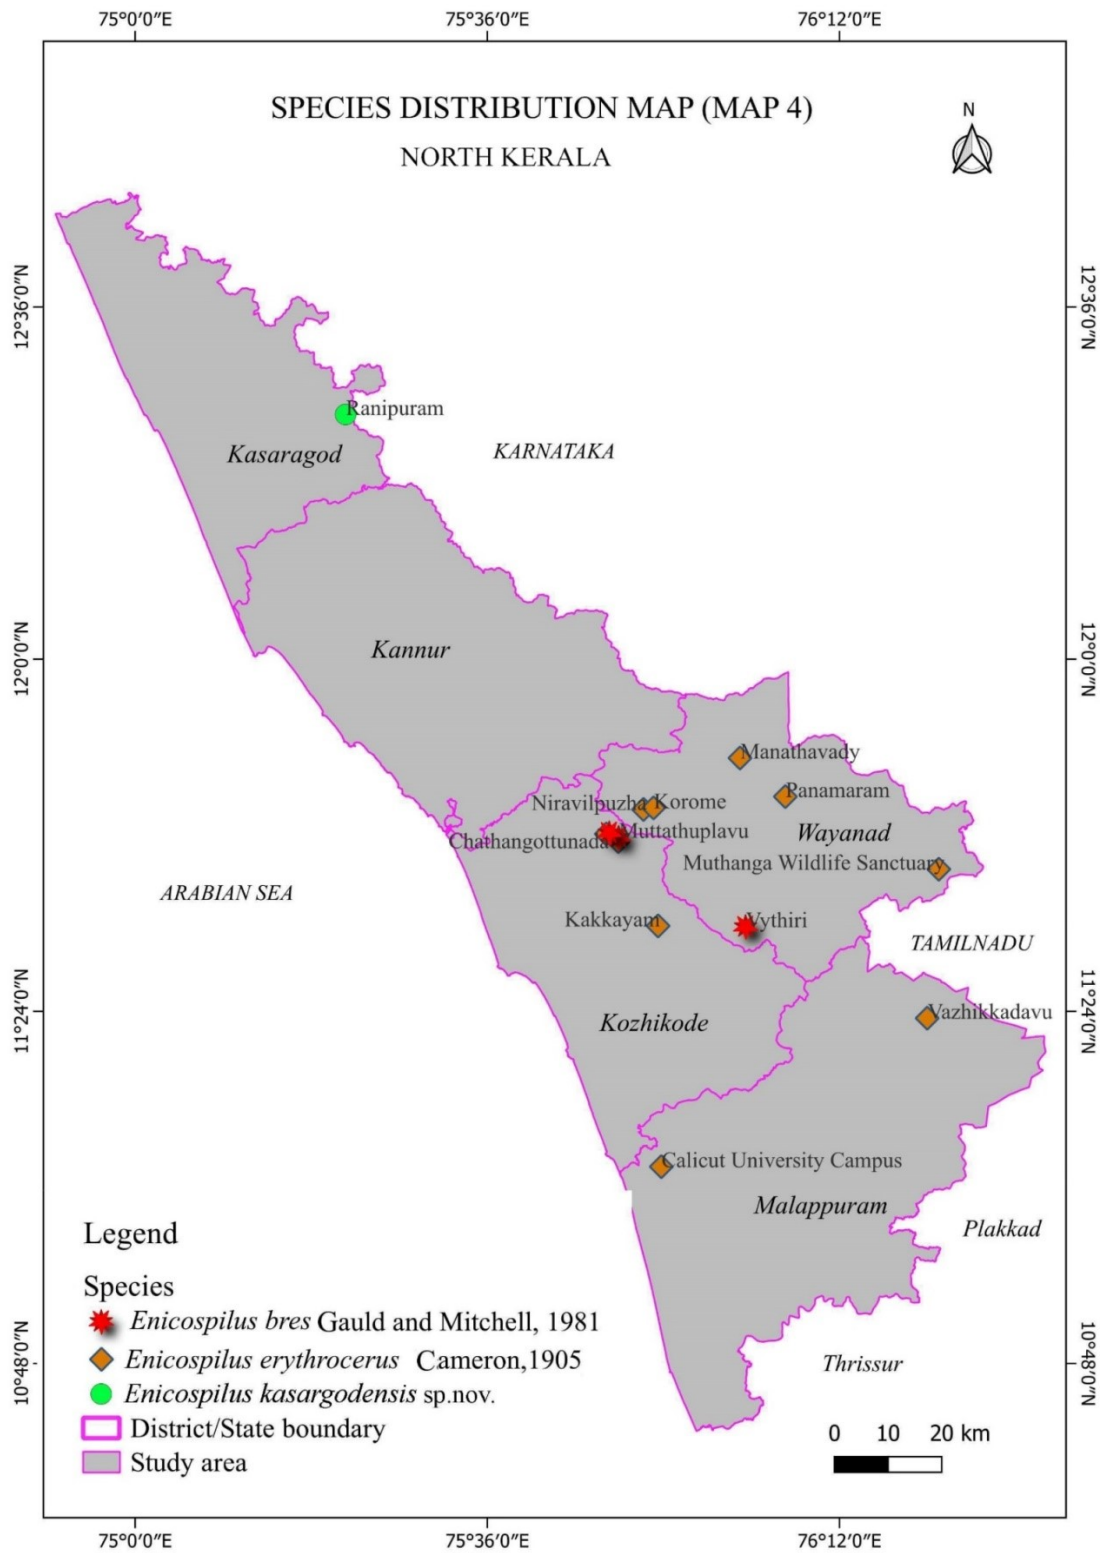 75°0′0″E 75°36′0″E 76°12′0″E
SPECIES DISTRIBUTION MAP (MAP 4)
N
NORTH KERALA
12°36′0″N 12°36′0″N
Ranipuram
Kasaragod
KARNATAKA
12°0′0″N 12°0′0″N
Kannur
Manathavady
Panamaram
Niravilpuzha Korome
Wayanad
Muttathuplavu
Chathangottunada
Muthanga Wildlife Sanctuary
ARABIAN SEA
Kakkayam
Vythiri
TAMILNADU
11°24′0″N 11°24′0″N
Vazhikkadavu
Kozhikode
Calicut University Campus
Malappuram
Plakkad
Legend
Species
Enicospilus bres Gauld and Mitchell, 1981
Enicospilus erythrocerus Cameron,1905
Thrissur
10°48′0″N 10°48′0″N
Enicospilus kasargodensis sp.nov.
District/State boundary
0 10 20 km
Study area
75°0′0″E 75°36′0″E 76°12′0″E